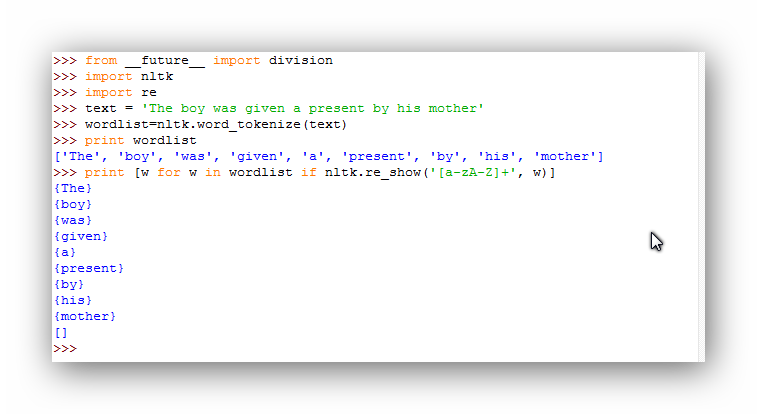 >>> from __future__ import division
>>> import nltk
>>> import re
>>> text = 'The boy was given a present by his mother'
>>> wordlist=nltk.word_tokenize(text)
>>> print wordlist
['The', 'boy', 'was', 'given', 'a', 'present', 'by', 'his', 'mother']
>>> print [w for w in wordlist if nltk.re_show('[a-zA-Z]+', w)]
{The}
{boy}
{was}
{given}
{a}
{present}
{by}
{his}
{mother}
[]
>>>